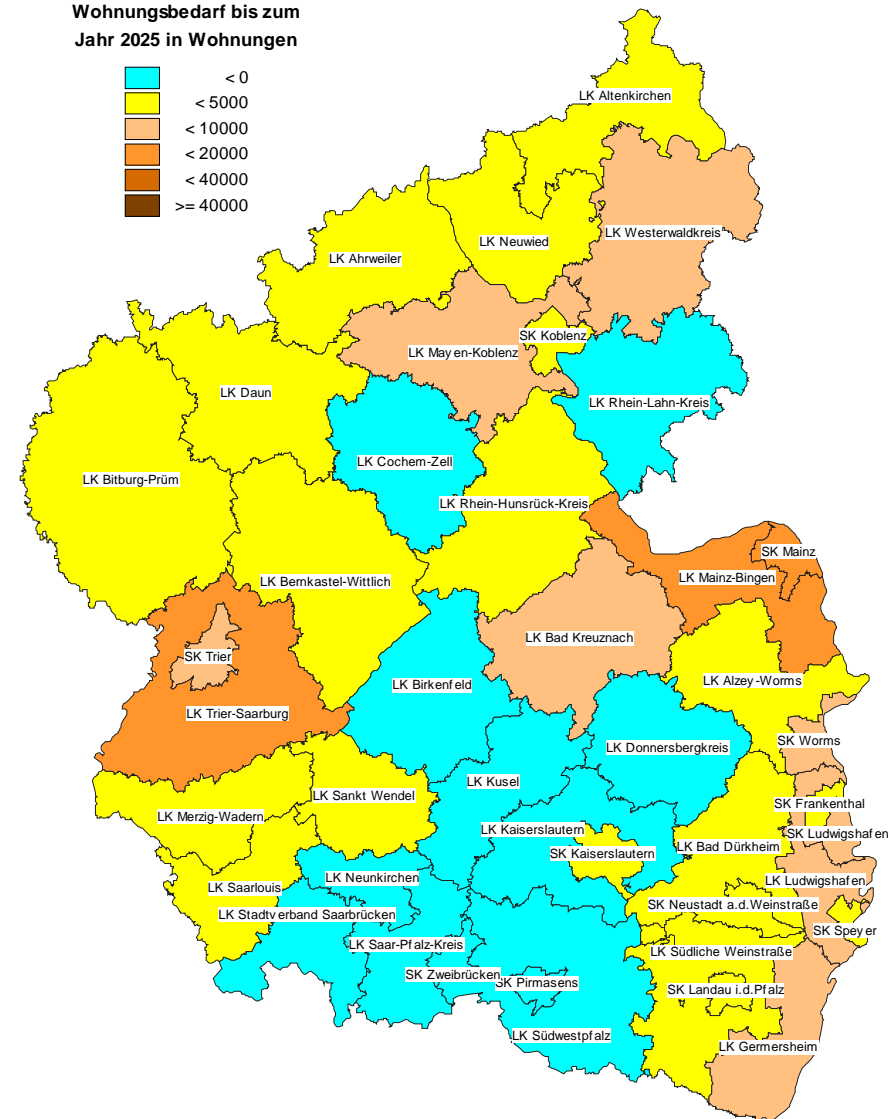 Wohnungsbedarf bis zum
Jahr 2025 in Wohnungen
< 0
< 5000
< 10000
< 20000
< 40000
>= 40000
LK Altenkirchen
LK Westerwaldkreis
LK Neuwied
LK Ahrweiler
SK Koblenz
LK Mayen-Koblenz
LK Daun
LK Rhein-Lahn-Kreis
LK Cochem-Zell
LK Bitburg-Prüm
LK Rhein-Hunsrück-Kreis
SK Mainz
LK Mainz-Bingen
LK Bernkastel-Wittlich
LK Bad Kreuznach
SK Trier
LK Alzey-Worms
LK Birkenfeld
LK Trier-Saarburg
SK Worms
LK Donnersbergkreis
LK Kusel
LK Sankt Wendel
SK Frankenthal
LK Merzig-Wadern
LK Kaiserslautern
SK Ludwigshafen
LK Bad Dürkheim
SK Kaiserslautern
LK Neunkirchen
LK Ludwigshafen
LK Saarlouis
SK Neustadt a.d.Weinstraße
LK Stadtverband Saarbrücken
SK Speyer
LK Saar-Pfalz-Kreis
LK Südliche Weinstraße
SK Zweibrücken
SK Pirmasens
SK Landau i.d.Pfalz
LK Südwestpfalz
LK Germersheim